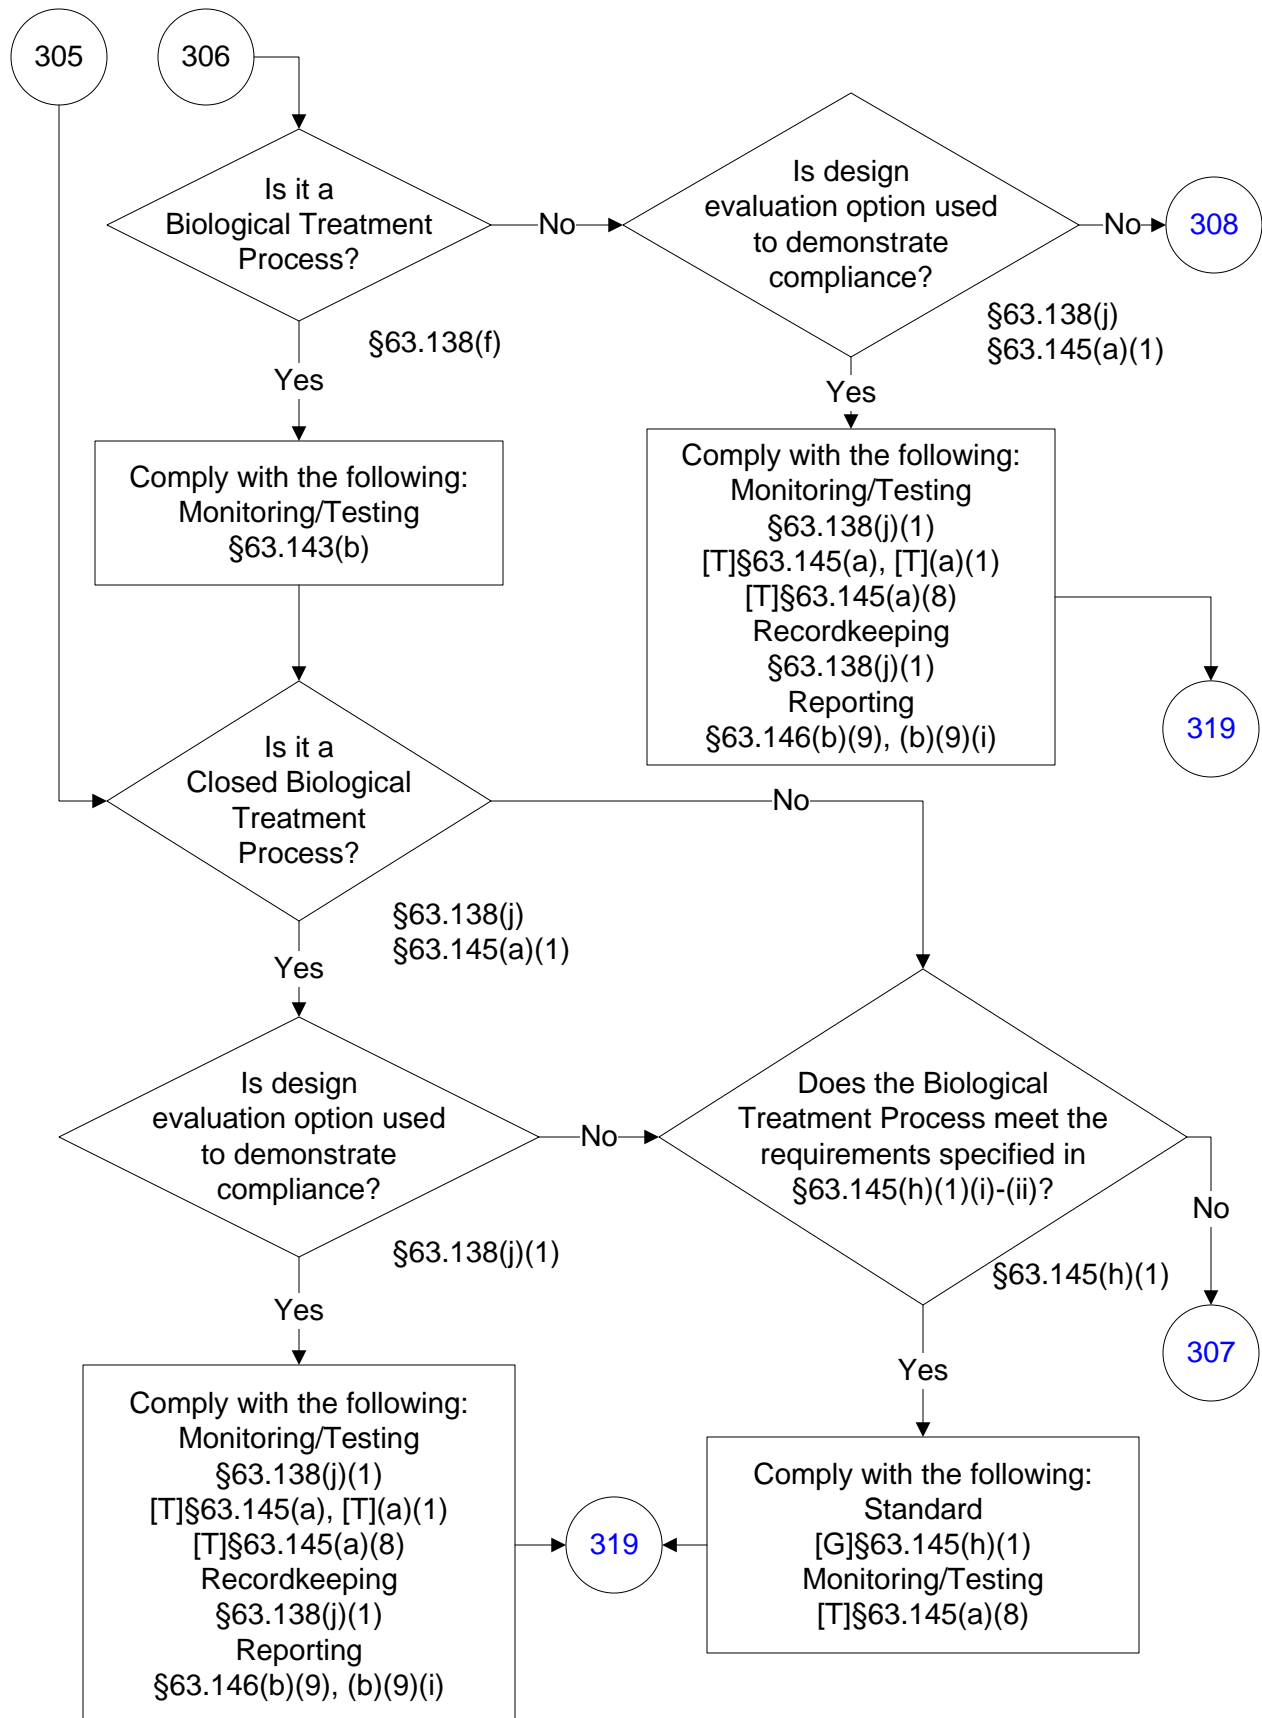 305
306
Is it a
Biological Treatment
Process?
No
Is design
evaluation option used
to demonstrate
compliance?
No
308
§63.138(f)
§63.138(j)
§63.145(a)(1)
Yes
Yes
Comply with the following:
Monitoring/Testing
§63.143(b)
Comply with the following:
Monitoring/Testing
§63.138(j)(1)
[T]§63.145(a), [T](a)(1)
[T]§63.145(a)(8)
Recordkeeping
§63.138(j)(1)
Reporting
§63.146(b)(9), (b)(9)(i)
319
Is it a
Closed Biological
Treatment
Process?
No
§63.138(j)
§63.145(a)(1)
Yes
Is design
evaluation option used
to demonstrate
compliance?
No
Does the Biological
Treatment Process meet the
requirements specified in
§63.145(h)(1)(i)-(ii)?
No
§63.138(j)(1)
§63.145(h)(1)
307
Yes
Yes
Comply with the following:
Monitoring/Testing
§63.138(j)(1)
[T]§63.145(a), [T](a)(1)
[T]§63.145(a)(8)
Recordkeeping
§63.138(j)(1)
Reporting
§63.146(b)(9), (b)(9)(i)
319
Comply with the following:
Standard
[G]§63.145(h)(1)
Monitoring/Testing
[T]§63.145(a)(8)